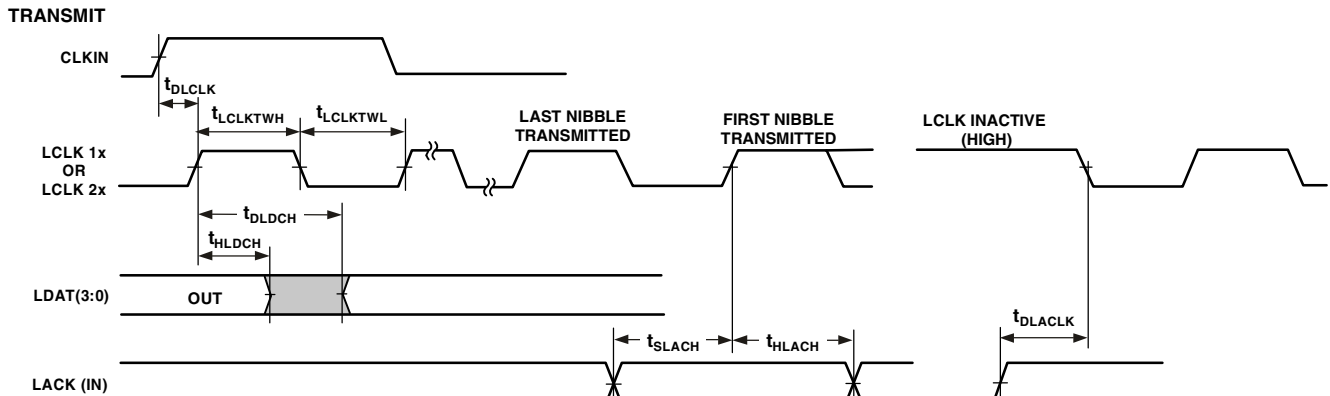 TRANSMIT
CLKIN
tDLCLK
tLCLKTWH
tLCLKTWL
LAST NIBBLE
TRANSMITTED
FIRST NIBBLE
TRANSMITTED
LCLK INACTIVE
(HIGH)
LCLK 1x
OR
LCLK 2x
tDLDCH
tHLDCH
LDAT(3:0)
OUT
tDLACLK
tSLACH
tHLACH
LACK (IN)